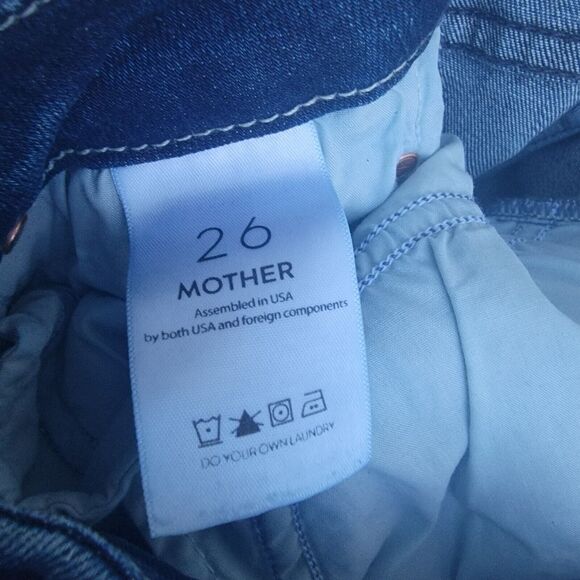 26
MOTHER
Assembled in USA
by both USA and foreign components
DO YOUR OWN LAUNDRY